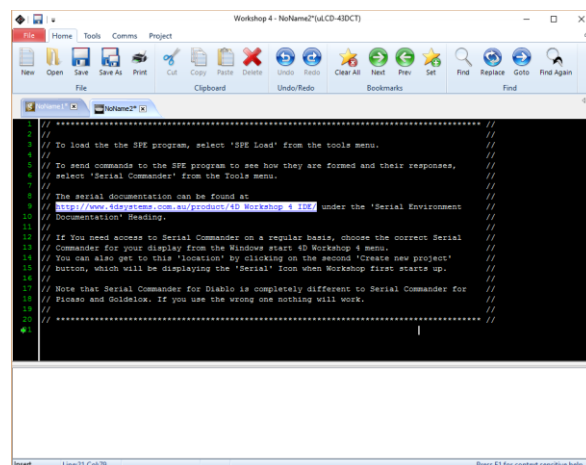 Workshop 4 - NoName2*(uLCD-43DCT)
File Home Tools Comms Project
New Open Save Save As Print Cut Copy Paste Delete Undo Redo Clear All Next Prev Set Find Replace Goto Find Again
File Clipboard Undo/Redo Bookmarks Find
NoName1* NoName2*
1 // ************************************************************************************** //
2 // //
3 // To load the the SPE program, select 'SPE Load' from the tools menu. //
4 // //
5 // To send commands to the SPE program to see how they are formed and their responses, //
6 // select 'Serial Commander' from the Tools menu. //
7 // //
8 // The serial documentation can be found at //
9 // http://www.4dsystems.com.au/product/4D Workshop 4 IDE/ under the 'Serial Environment //
10 // Documentation' Heading. //
11 // //
12 // If You need access to Serial Commander on a regular basis, choose the correct Serial //
13 // Commander for your display from the Windows start 4D Workshop 4 menu. //
14 // You can also get to this 'location' by clicking on the second 'Create new project' //
15 // button, which will be displaying the 'Serial' Icon when Workshop first starts up. //
16 // //
17 // Note that Serial Commander for Diablo is completely different to Serial Commander for //
18 // Picaso and Goldelox. If you use the wrong one nothing will work. //
19 // //
20 // ************************************************************************************** //
Insert Line:21 Col:79 Press F1 for context sensitive help